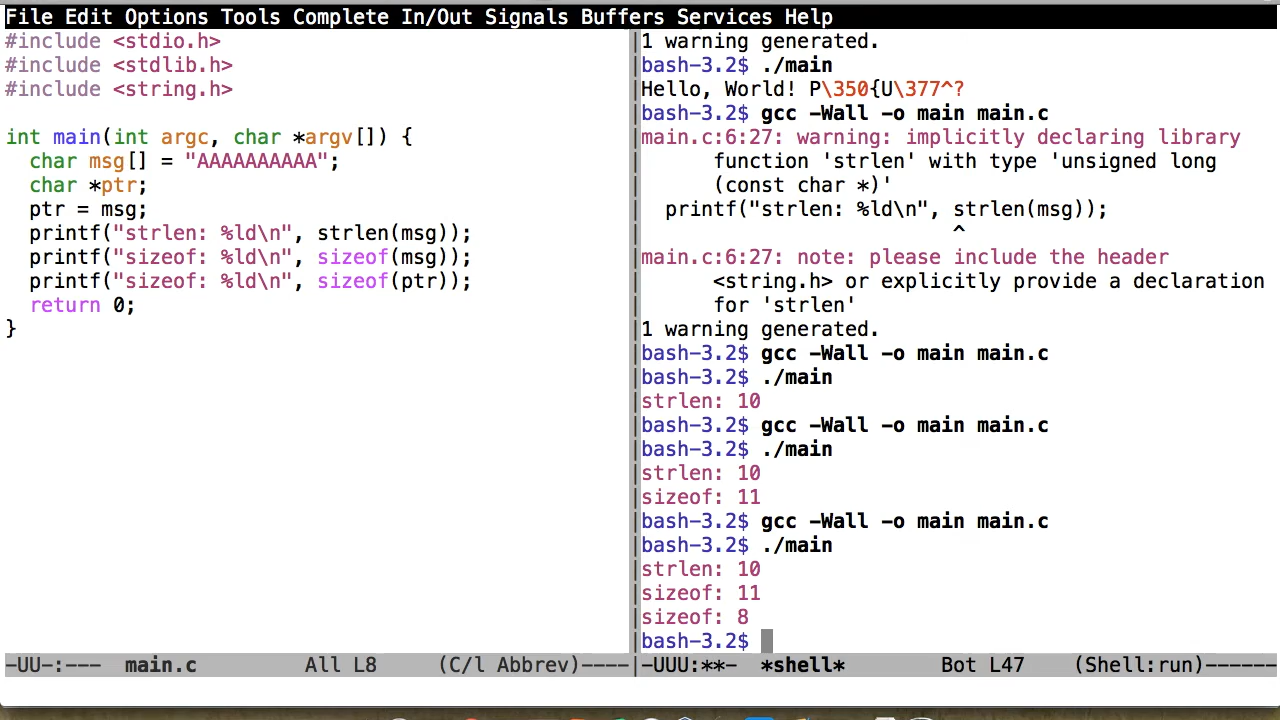 File Edit Options Tools Complete In/Out Signals Buffers Services Help
#include <stdio.h>
#include <stdlib.h>
#include <string.h>
int main(int argc, char *argv[]) {
  char msg[] = "AAAAAAAAAA";
  char *ptr;
  ptr = msg;
  printf("strlen: %ld\n", strlen(msg));
  printf("sizeof: %ld\n", sizeof(msg));
  printf("sizeof: %ld\n", sizeof(ptr));
  return 0;
}
-UU-:---  main.c         All L8     (C/l Abbrev)----
1 warning generated.
bash-3.2$ ./main
Hello, World! P\350{U\377^?
bash-3.2$ gcc -Wall -o main main.c
main.c:6:27: warning: implicitly declaring library
      function 'strlen' with type 'unsigned long
      (const char *)'
  printf("strlen: %ld\n", strlen(msg));
                          ^
main.c:6:27: note: please include the header
      <string.h> or explicitly provide a declaration
      for 'strlen'
1 warning generated.
bash-3.2$ gcc -Wall -o main main.c
bash-3.2$ ./main
strlen: 10
bash-3.2$ gcc -Wall -o main main.c
bash-3.2$ ./main
strlen: 10
sizeof: 11
bash-3.2$ gcc -Wall -o main main.c
bash-3.2$ ./main
strlen: 10
sizeof: 11
sizeof: 8
bash-3.2$
-UUU:**-  *shell*        Bot L47    (Shell:run)------